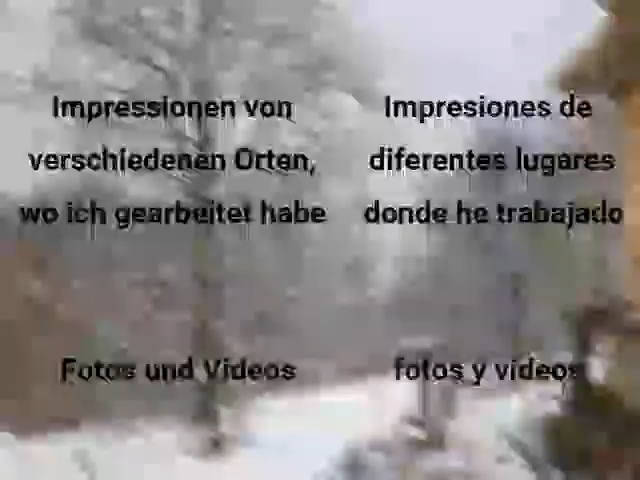 Impressionen von
verschiedenen Orten,
wo ich gearbeitet habe
Impresiones de
diferentes lugares
donde he trabajado
Fotos und Videos
fotos y videos